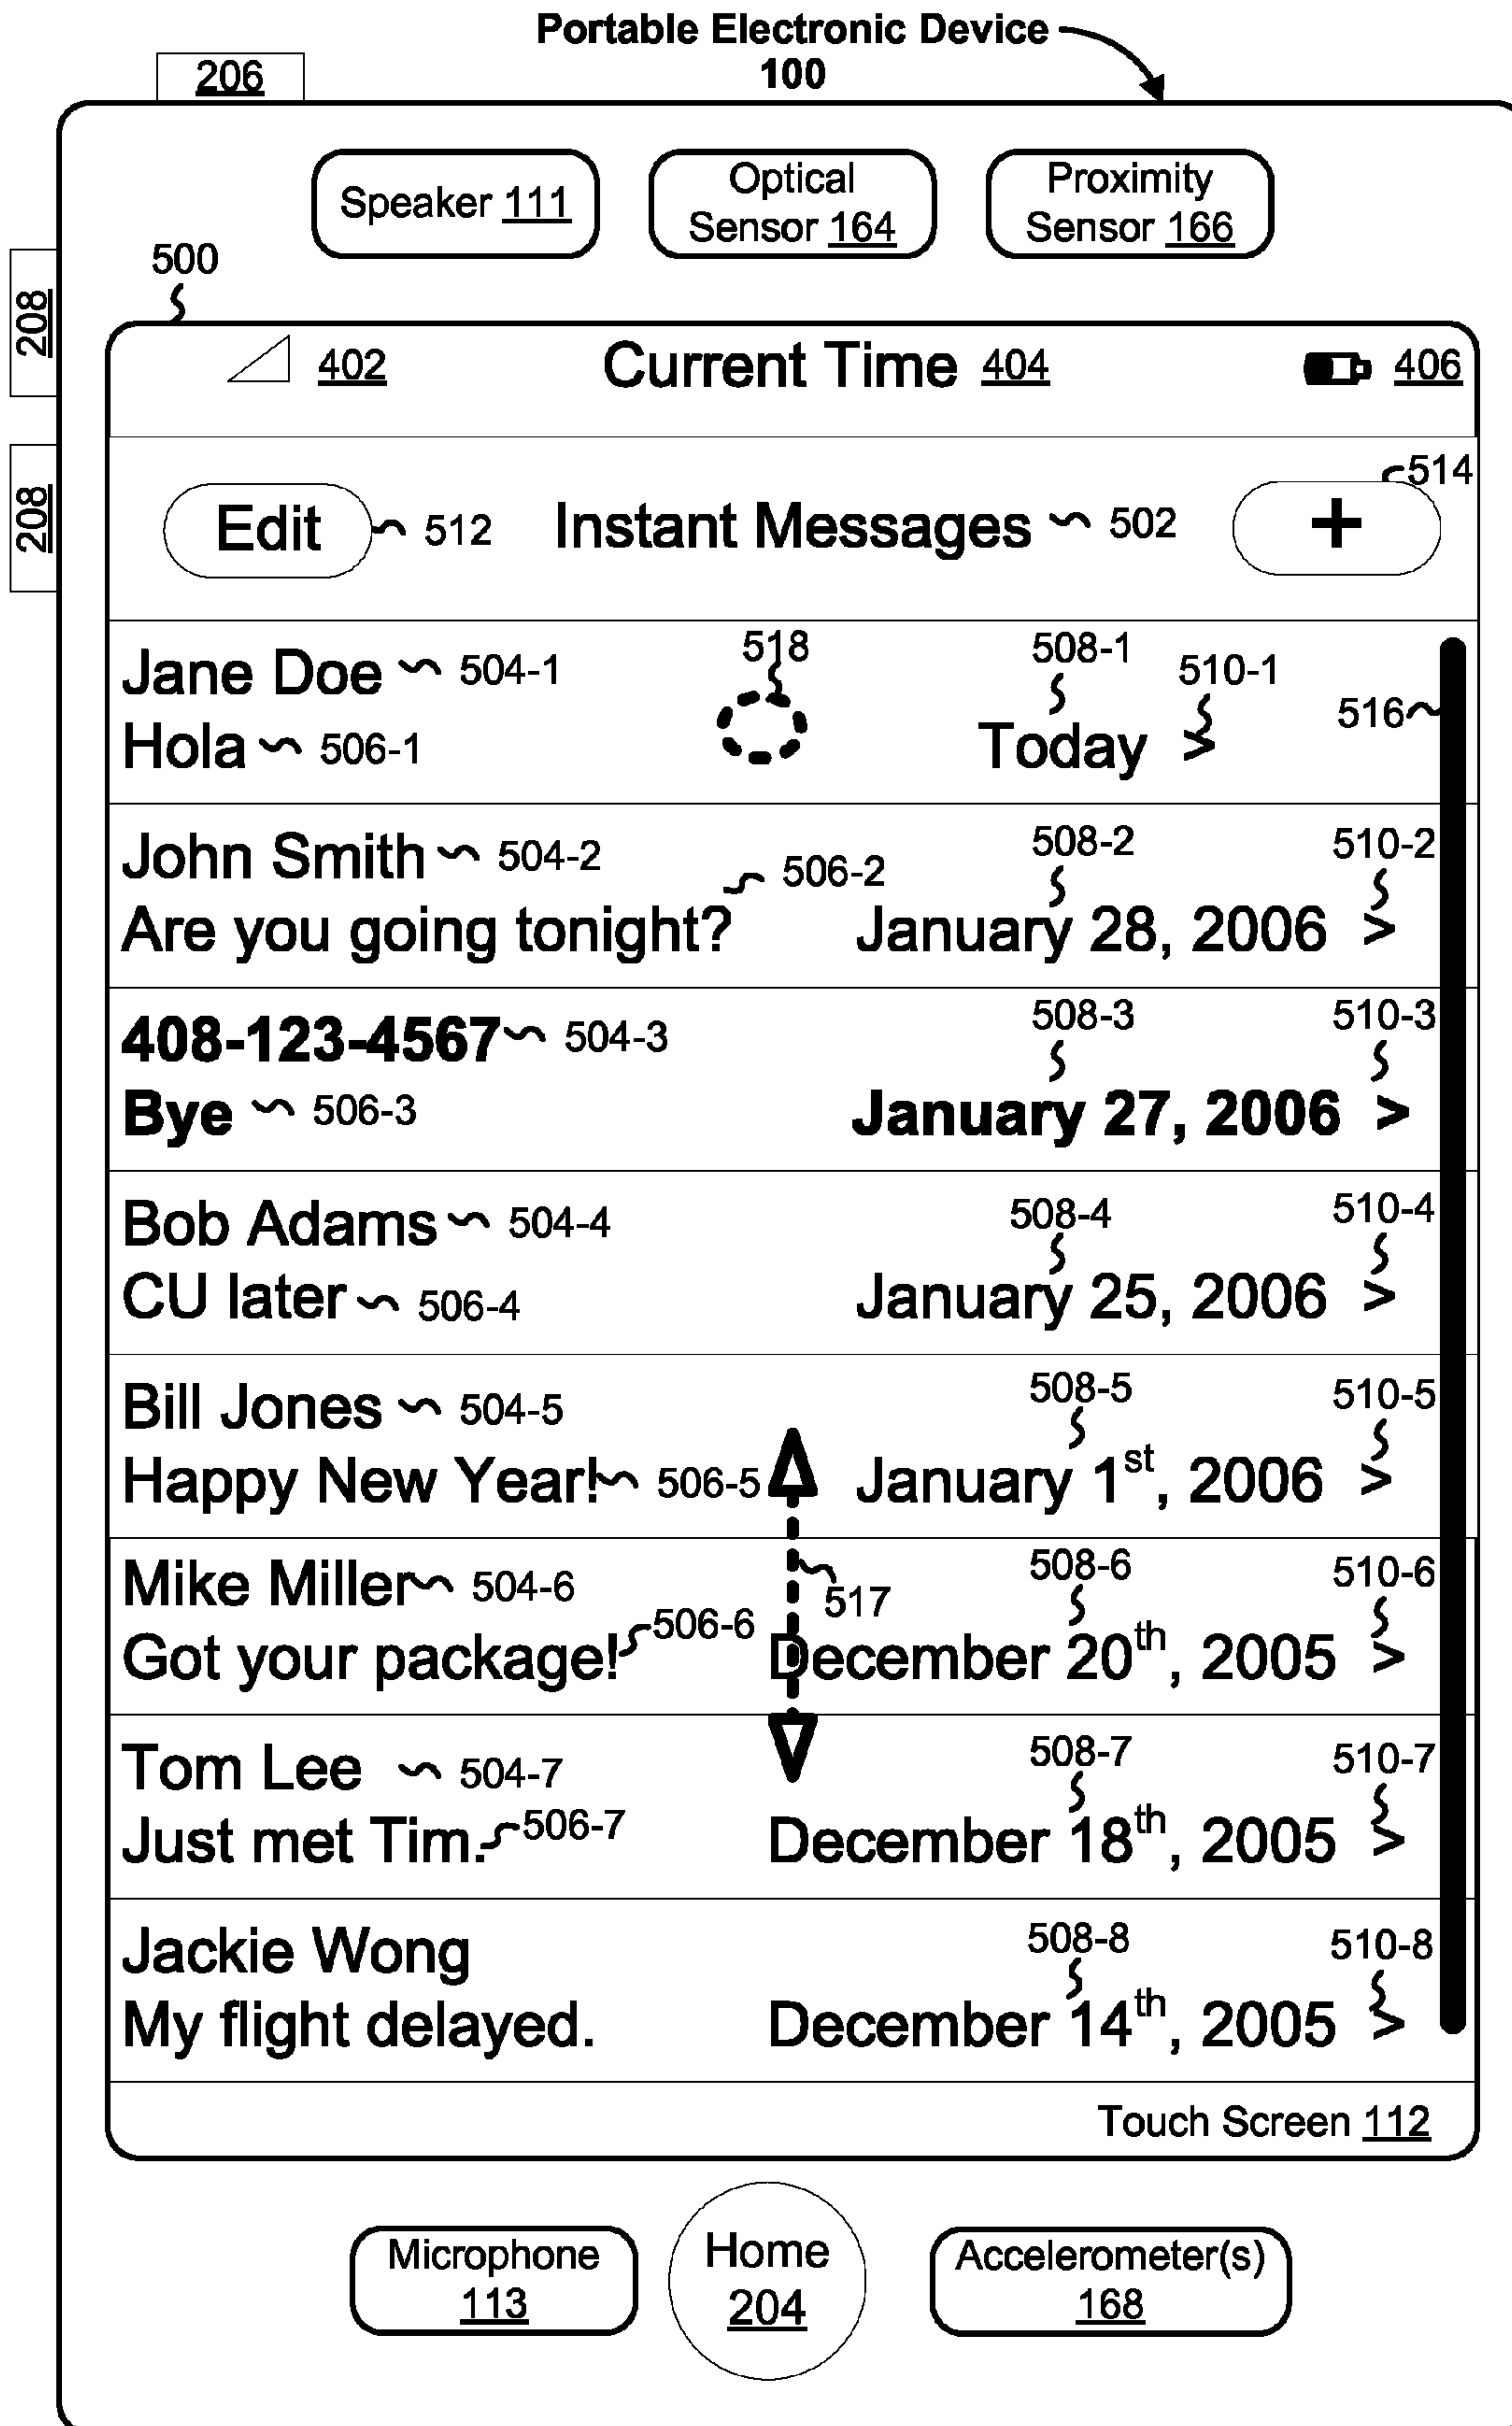 Portable Electronic Device
100
206
Speaker 111
Optical
Sensor 164
Proximity
Sensor 166
500
208
208
402 Current Time 404 406
514
Edit 512 Instant Messages 502 +
518 508-1
Jane Doe 504-1 510-1
516
Hola 506-1 Today >
John Smith 504-2 508-2 510-2
506-2
Are you going tonight? January 28, 2006 >
508-3 510-3
408-123-4567 504-3
Bye 506-3 January 27, 2006 >
Bob Adams 504-4 508-4 510-4
CU later 506-4 January 25, 2006 >
Bill Jones 504-5 508-5 510-5
Happy New Year! 506-5 January 1st, 2006 >
Mike Miller 504-6 508-6 510-6
517
506-6
Got your package! December 20th, 2005 >
Tom Lee 504-7 508-7 510-7
Just met Tim. 506-7 December 18th, 2005 >
Jackie Wong 508-8 510-8
My flight delayed. December 14th, 2005 >
Touch Screen 112
Microphone
113
Home
204
Accelerometer(s)
168